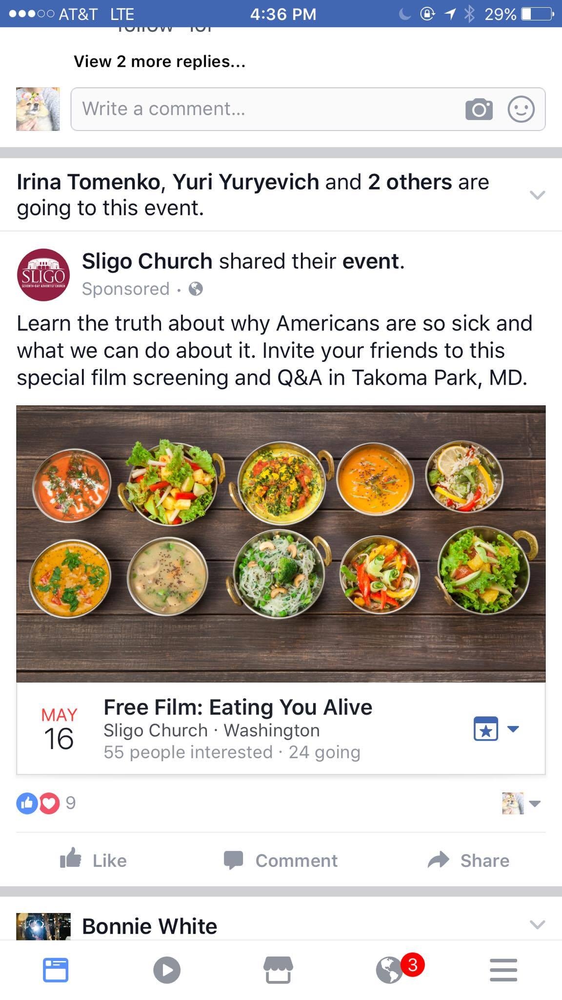 AT&T LTE 4:36 PM 29%
View 2 more replies...
Write a comment...
Irina Tomenko, Yuri Yuryevich and 2 others are
going to this event.
Sligo Church shared their event.
SLIGO
SEVENTH-DAY ADVENTIST CHURCH
Sponsored ·
Learn the truth about why Americans are so sick and
what we can do about it. Invite your friends to this
special film screening and Q&A in Takoma Park, MD.
MAY
16
Free Film: Eating You Alive
Sligo Church · Washington
55 people interested · 24 going
9
Like Comment Share
Bonnie White
3